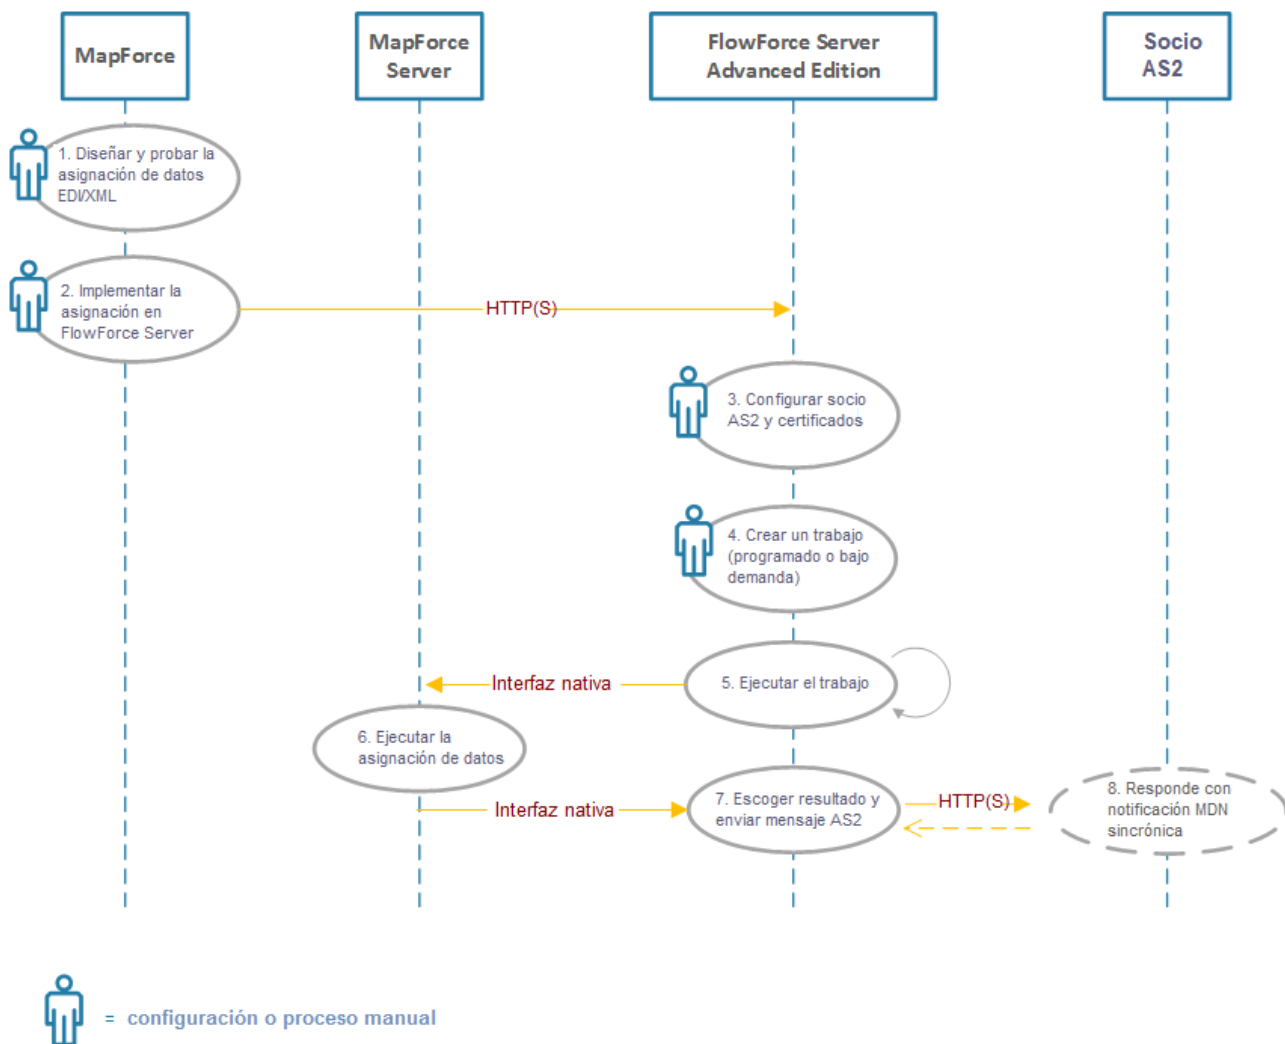 MapForce
MapForce
Server
FlowForce Server
Advanced Edition
Socio
AS2
1. Diseñar y probar la
asignación de datos
EDI/XML
2. Implementar la
asignación en
FlowForce Server
HTTP(S)
3. Configurar socio
AS2 y certificados
4. Crear un trabajo
(programado o bajo
demanda)
Interfaz nativa
5. Ejecutar el trabajo
6. Ejecutar la
asignación de datos
Interfaz nativa
7. Escoger resultado y
enviar mensaje AS2
HTTP(S)
8. Responde con
notificación MDN
sincrónica
= configuración o proceso manual